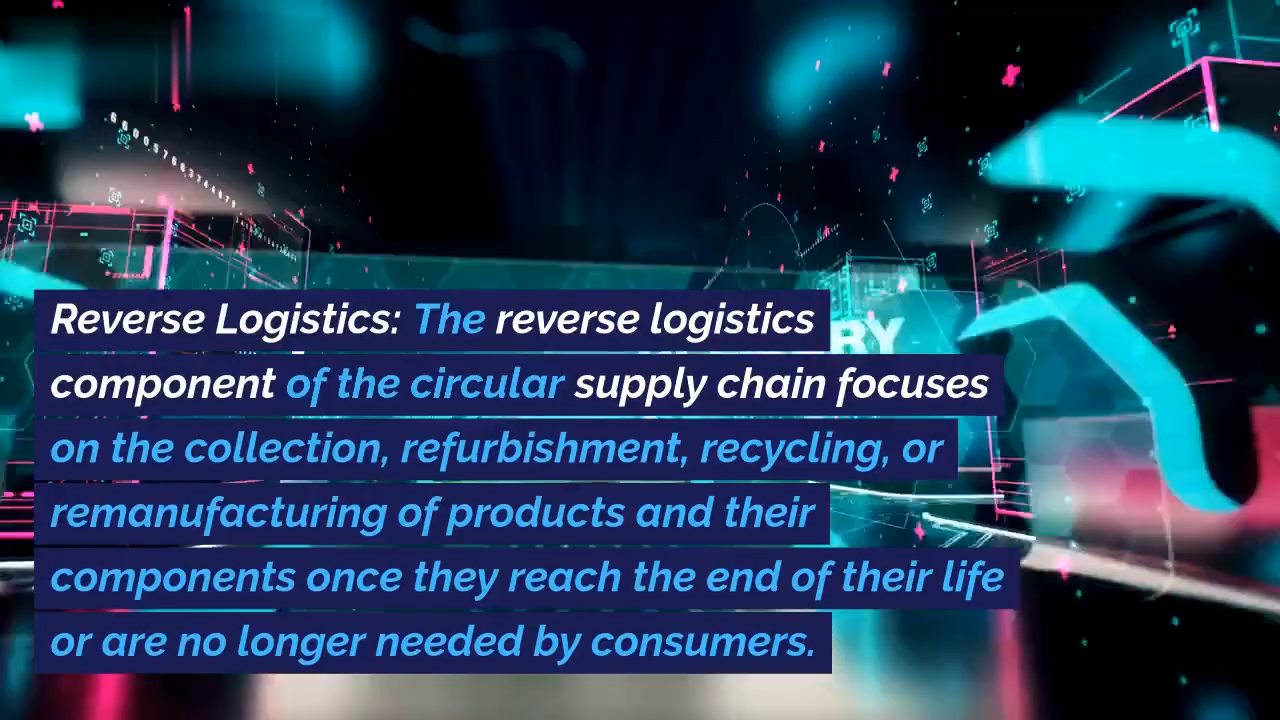 Reverse Logistics: The reverse logistics
component of the circular supply chain focuses
on the collection, refurbishment, recycling, or
remanufacturing of products and their
components once they reach the end of their life
or are no longer needed by consumers.